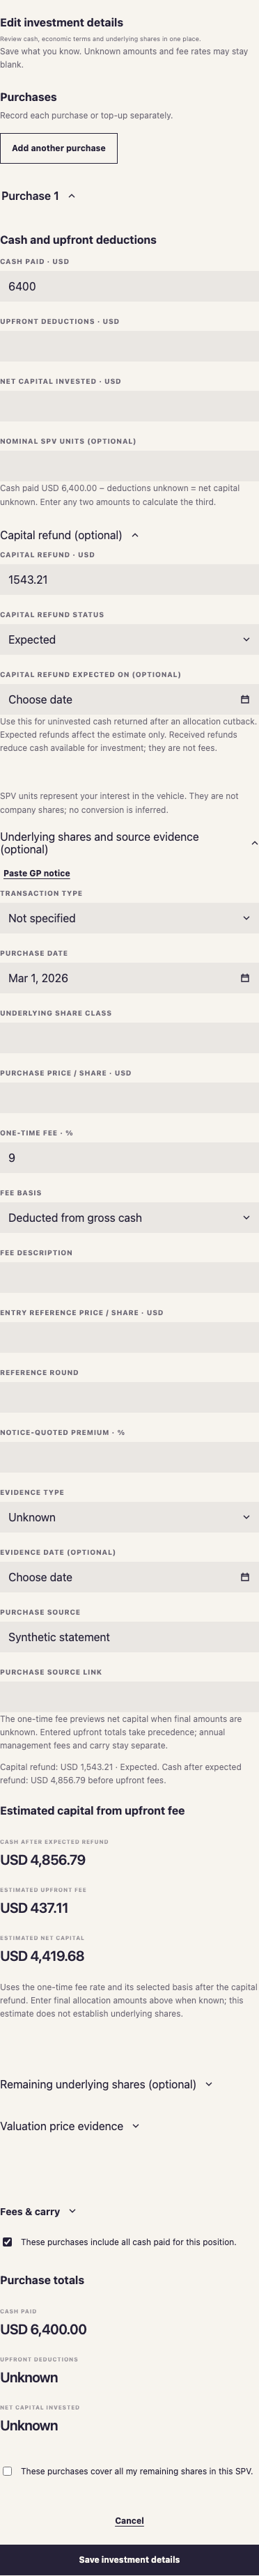 Edit investment details
Review cash, economic terms and underlying shares in one place.
Save what you know. Unknown amounts and fee rates may stay
blank.
Purchases
Record each purchase or top-up separately.
Add another purchase
Purchase 1
Cash and upfront deductions
CASH PAID · USD
6400
UPFRONT DEDUCTIONS · USD
NET CAPITAL INVESTED · USD
NOMINAL SPV UNITS (OPTIONAL)
Cash paid USD 6,400.00 − deductions unknown = net capital
unknown. Enter any two amounts to calculate the third.
Capital refund (optional)
CAPITAL REFUND · USD
1543.21
CAPITAL REFUND STATUS
Expected
CAPITAL REFUND EXPECTED ON (OPTIONAL)
Choose date
Use this for uninvested cash returned after an allocation cutback.
Expected refunds affect the estimate only. Received refunds
reduce cash available for investment; they are not fees.
SPV units represent your interest in the vehicle. They are not
company shares; no conversion is inferred.
Underlying shares and source evidence
(optional)
Paste GP notice
TRANSACTION TYPE
Not specified
PURCHASE DATE
Mar 1, 2026
UNDERLYING SHARE CLASS
PURCHASE PRICE / SHARE · USD
ONE-TIME FEE · %
9
FEE BASIS
Deducted from gross cash
FEE DESCRIPTION
ENTRY REFERENCE PRICE / SHARE · USD
REFERENCE ROUND
NOTICE-QUOTED PREMIUM · %
EVIDENCE TYPE
Unknown
EVIDENCE DATE (OPTIONAL)
Choose date
PURCHASE SOURCE
Synthetic statement
PURCHASE SOURCE LINK
The one-time fee previews net capital when final amounts are
unknown. Entered upfront totals take precedence; annual
management fees and carry stay separate.
Capital refund: USD 1,543.21 · Expected. Cash after expected
refund: USD 4,856.79 before upfront fees.
Estimated capital from upfront fee
CASH AFTER EXPECTED REFUND
USD 4,856.79
ESTIMATED UPFRONT FEE
USD 437.11
ESTIMATED NET CAPITAL
USD 4,419.68
Uses the one-time fee rate and its selected basis after the capital
refund. Enter final allocation amounts above when known; this
estimate does not establish underlying shares.
Remaining underlying shares (optional)
Valuation price evidence
Fees & carry
These purchases include all cash paid for this position.
Purchase totals
CASH PAID
USD 6,400.00
UPFRONT DEDUCTIONS
Unknown
NET CAPITAL INVESTED
Unknown
These purchases cover all my remaining shares in this SPV.
Cancel
Save investment details